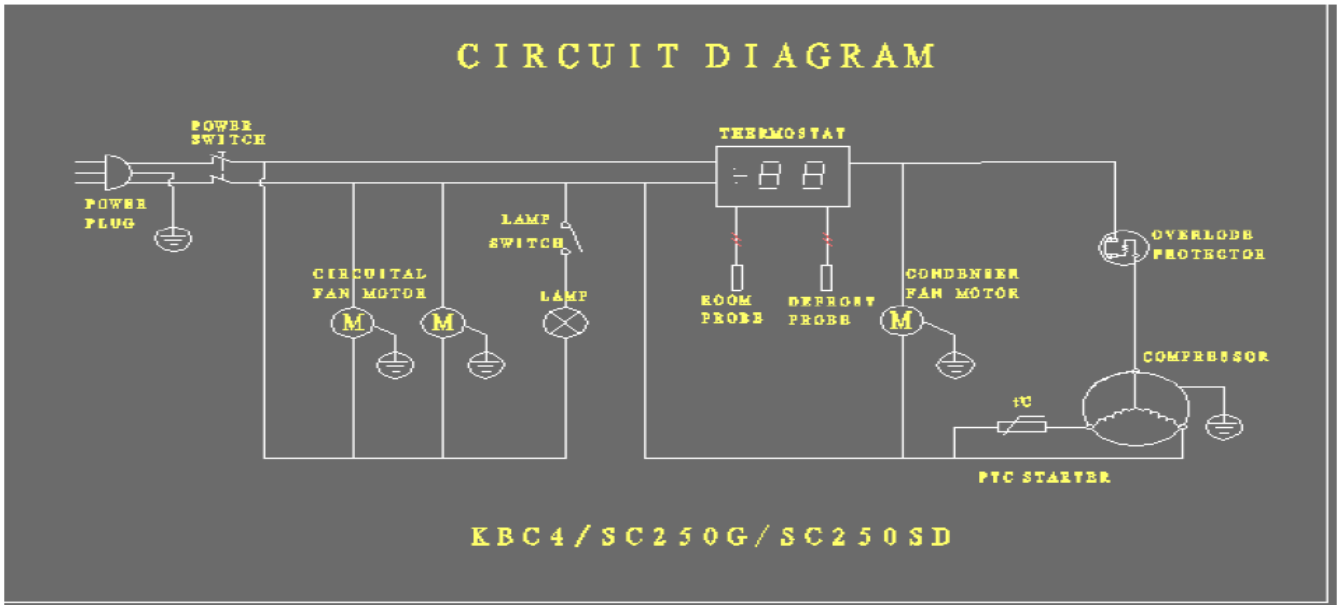 CIRCUIT DIAGRAM
POWER
SWITCH
THERMOSTAT
POWER
PLUG
LAMP
SWITCH
OVERLODE
PROTECTOR
CIRCUITAL
FAN MOTOR
LAMP
ROOM
PROBE
DEFROST
PROBE
CONDENSER
FAN MOTOR
M
M
M
COMPRESSOR
PTC STARTER
KBC4/SC250G/SC250SD